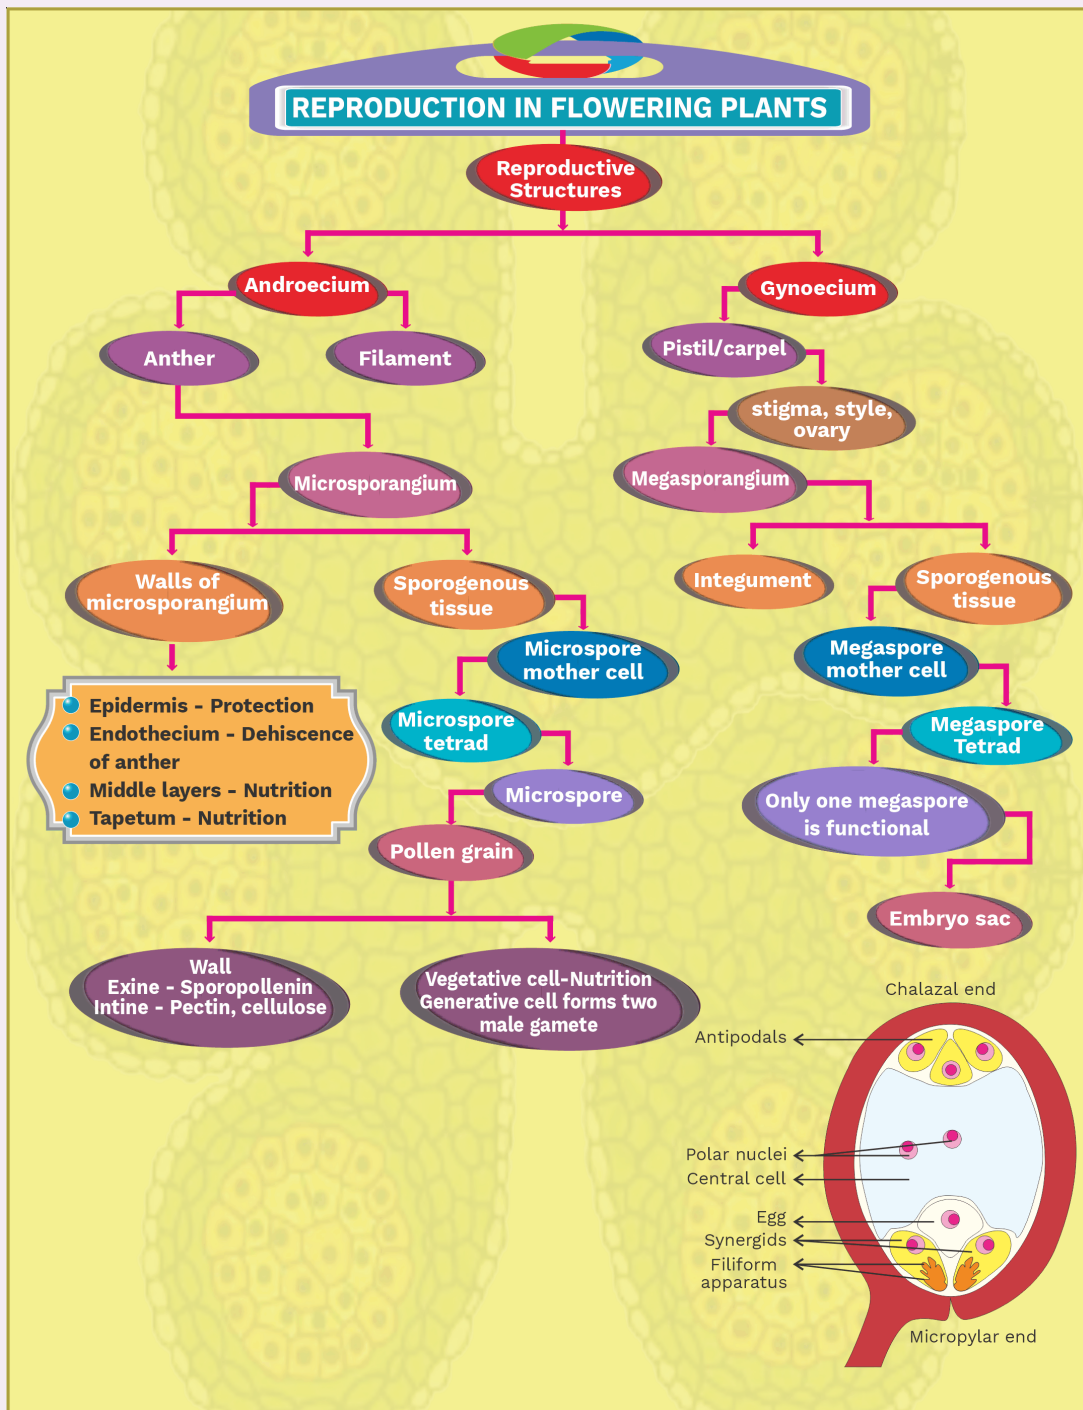 REPRODUCTION IN FLOWERING PLANTS
Reproductive
Structures
Androecium
Gynoecium
Anther
Filament
Pistil/carpel
stigma, style,
ovary
Microsporangium
Megasporangium
Walls of
microsporangium
Sporogenous
tissue
Integument
Sporogenous
tissue
Microspore
mother cell
Megaspore
mother cell
Epidermis - Protection
Endothecium - Dehiscence
of anther
Middle layers - Nutrition
Tapetum - Nutrition
Microspore
tetrad
Megaspore
Tetrad
Microspore
Only one megaspore
is functional
Pollen grain
Embryo sac
Wall
Exine - Sporopollenin
Intine - Pectin, cellulose
Vegetative cell-Nutrition
Generative cell forms two
male gamete
Chalazal end
Antipodals
Polar nuclei
Central cell
Egg
Synergids
Filiform
apparatus
Micropylar end